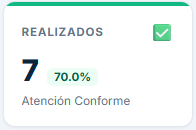 REALIZADOS
7 70.0%
Atención Conforme